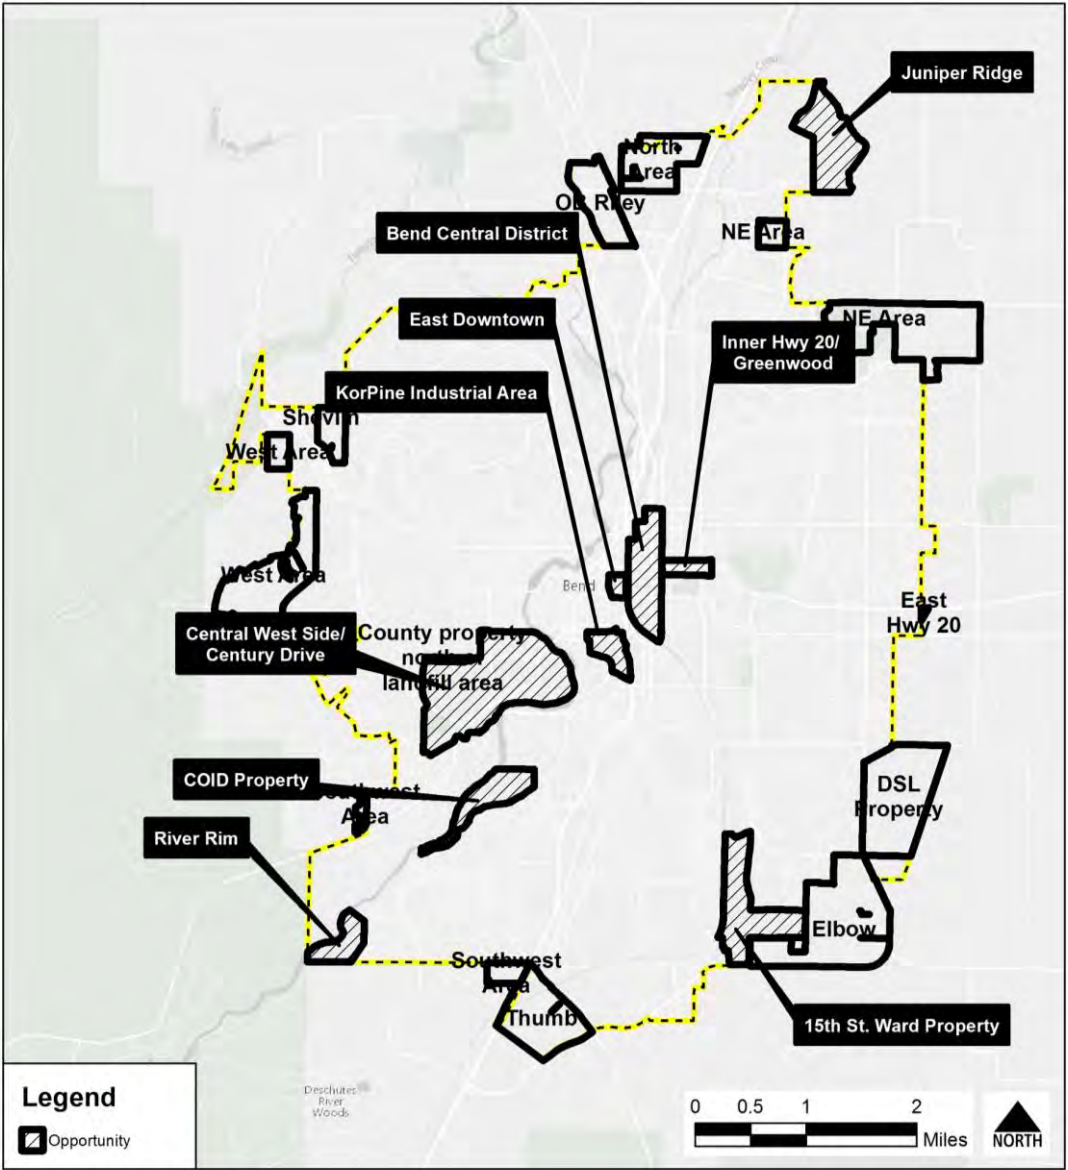 Juniper Ridge
North
Area
OB Riley
Bend Central District
NE Area
East Downtown
NE Area
Inner Hwy 20/
Greenwood
KorPine Industrial Area
Shevlin
West Area
West Area
Bend
East
Hwy 20
Central West Side/
Century Drive
County property
north of
landfill area
COID Property
Southwest
Area
DSL
Property
River Rim
Elbow
Southwest
Area
Thumb
15th St. Ward Property
Legend
Opportunity
Deschutes
River
Woods
0 0.5 1 2
Miles
NORTH